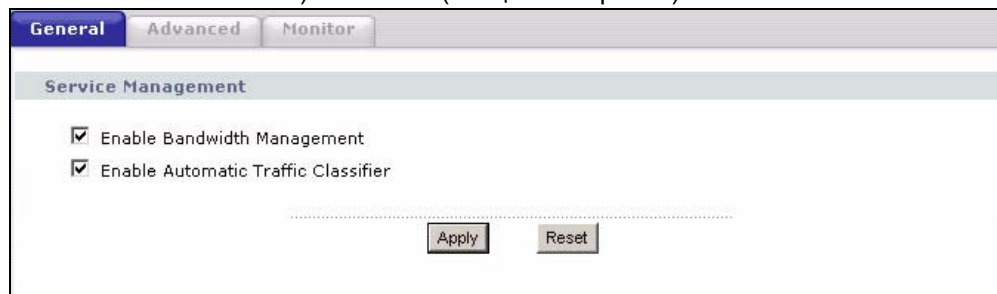 General Advanced Monitor
Service Management
Enable Bandwidth Management
Enable Automatic Traffic Classifier
Apply Reset